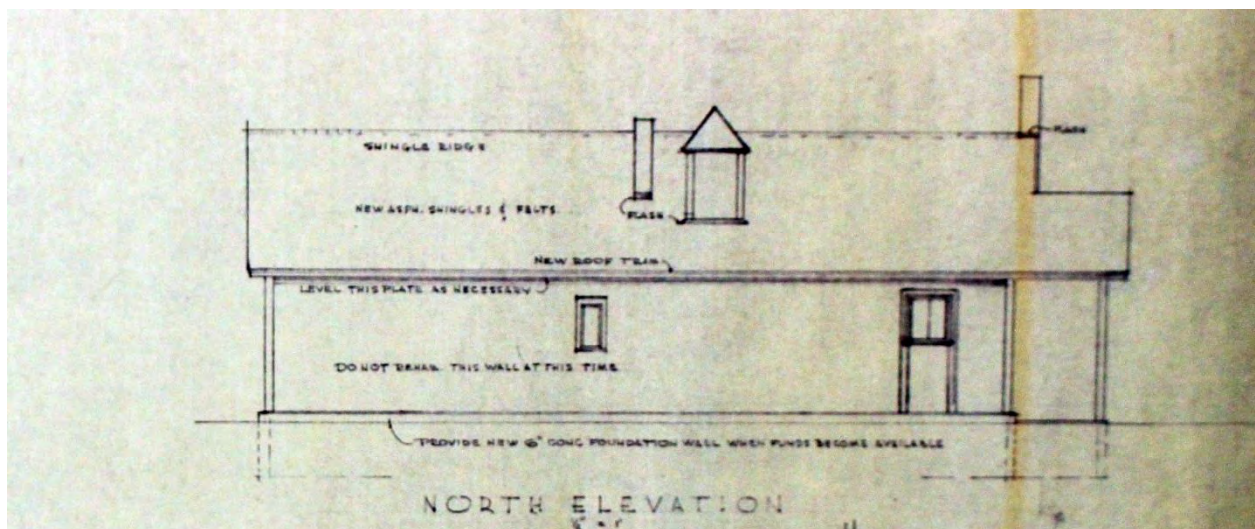 FLASH
SHINGLE RIDGE
NEW ASPH. SHINGLES & FELTS
FLASH
NEW ROOF TRIM
LEVEL THIS PLATE AS NECESSARY
DO NOT REHAB. THIS WALL AT THIS TIME
PROVIDE NEW 8" CONC FOUNDATION WALL WHEN FUNDS BECOME AVAILABLE
NORTH ELEVATION